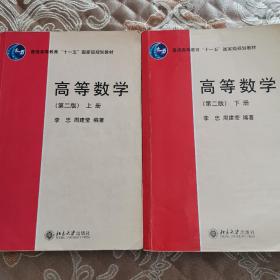 普通高等教育“十一五”国家级规划教材
高等数学
(第二版) 上册
李忠 周建莹 编著
北京大学出版社
普通高等教育“十一五”国家级规划教材
高等数学
(第二版) 下册
李忠 周建莹 编著
北京大学出版社